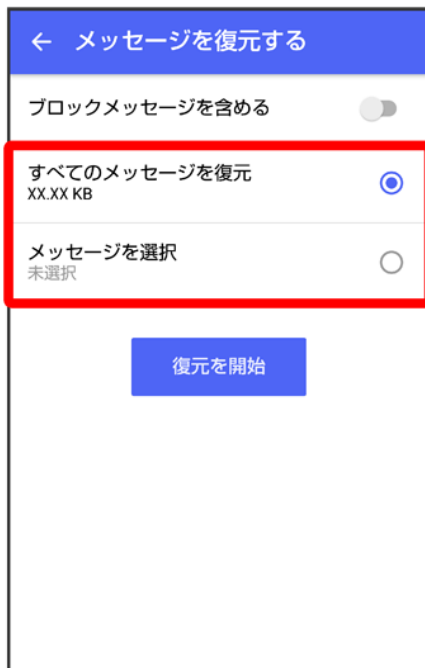 ← メッセージを復元する
ブロックメッセージを含める
すべてのメッセージを復元
XX.XX KB
メッセージを選択
未選択
復元を開始